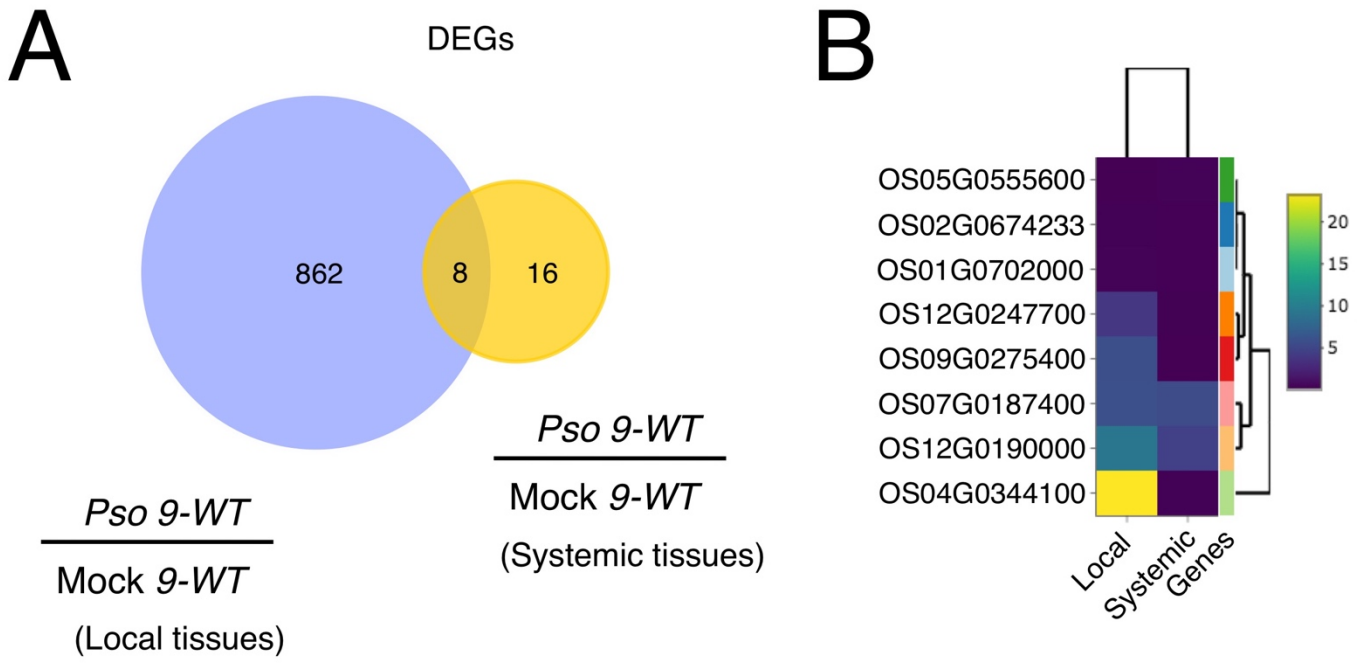 A
DEGs
862
8
16
Pso 9-WT
Mock 9-WT
(Local tissues)
Pso 9-WT
Mock 9-WT
(Systemic tissues)
B
OS05G0555600
OS02G0674233
OS01G0702000
OS12G0247700
OS09G0275400
OS07G0187400
OS12G0190000
OS04G0344100
Local
Systemic
Genes
20
15
10
5